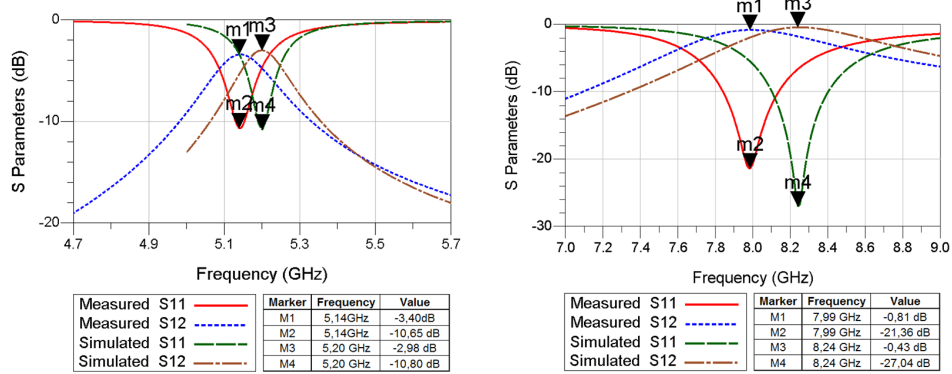 0
-10
-20
S Parameters (dB)
m1 m3
m2 m4
4.7 4.9 5.1 5.3 5.5 5.7
Frequency (GHz)
Measured S11
Measured S12
Simulated S11
Simulated S12
Marker Frequency Value
M1 5,14GHz -3,40dB
M2 5,14GHz -10,65 dB
M3 5,20 GHz -2,98 dB
M4 5,20 GHz -10,80 dB
0
-10
-20
-30
S Parameters (dB)
m1 m3
m2
m4
7.0 7.2 7.4 7.6 7.8 8.0 8.2 8.4 8.6 8.8 9.0
Frequency (GHz)
Measured S11
Measured S12
Simulated S11
Simulated S12
Marker Frequency Value
M1 7,99 GHz -0,81 dB
M2 7,99 GHz -21,36 dB
M3 8,24 GHz -0,43 dB
M4 8,24 GHz -27,04 dB